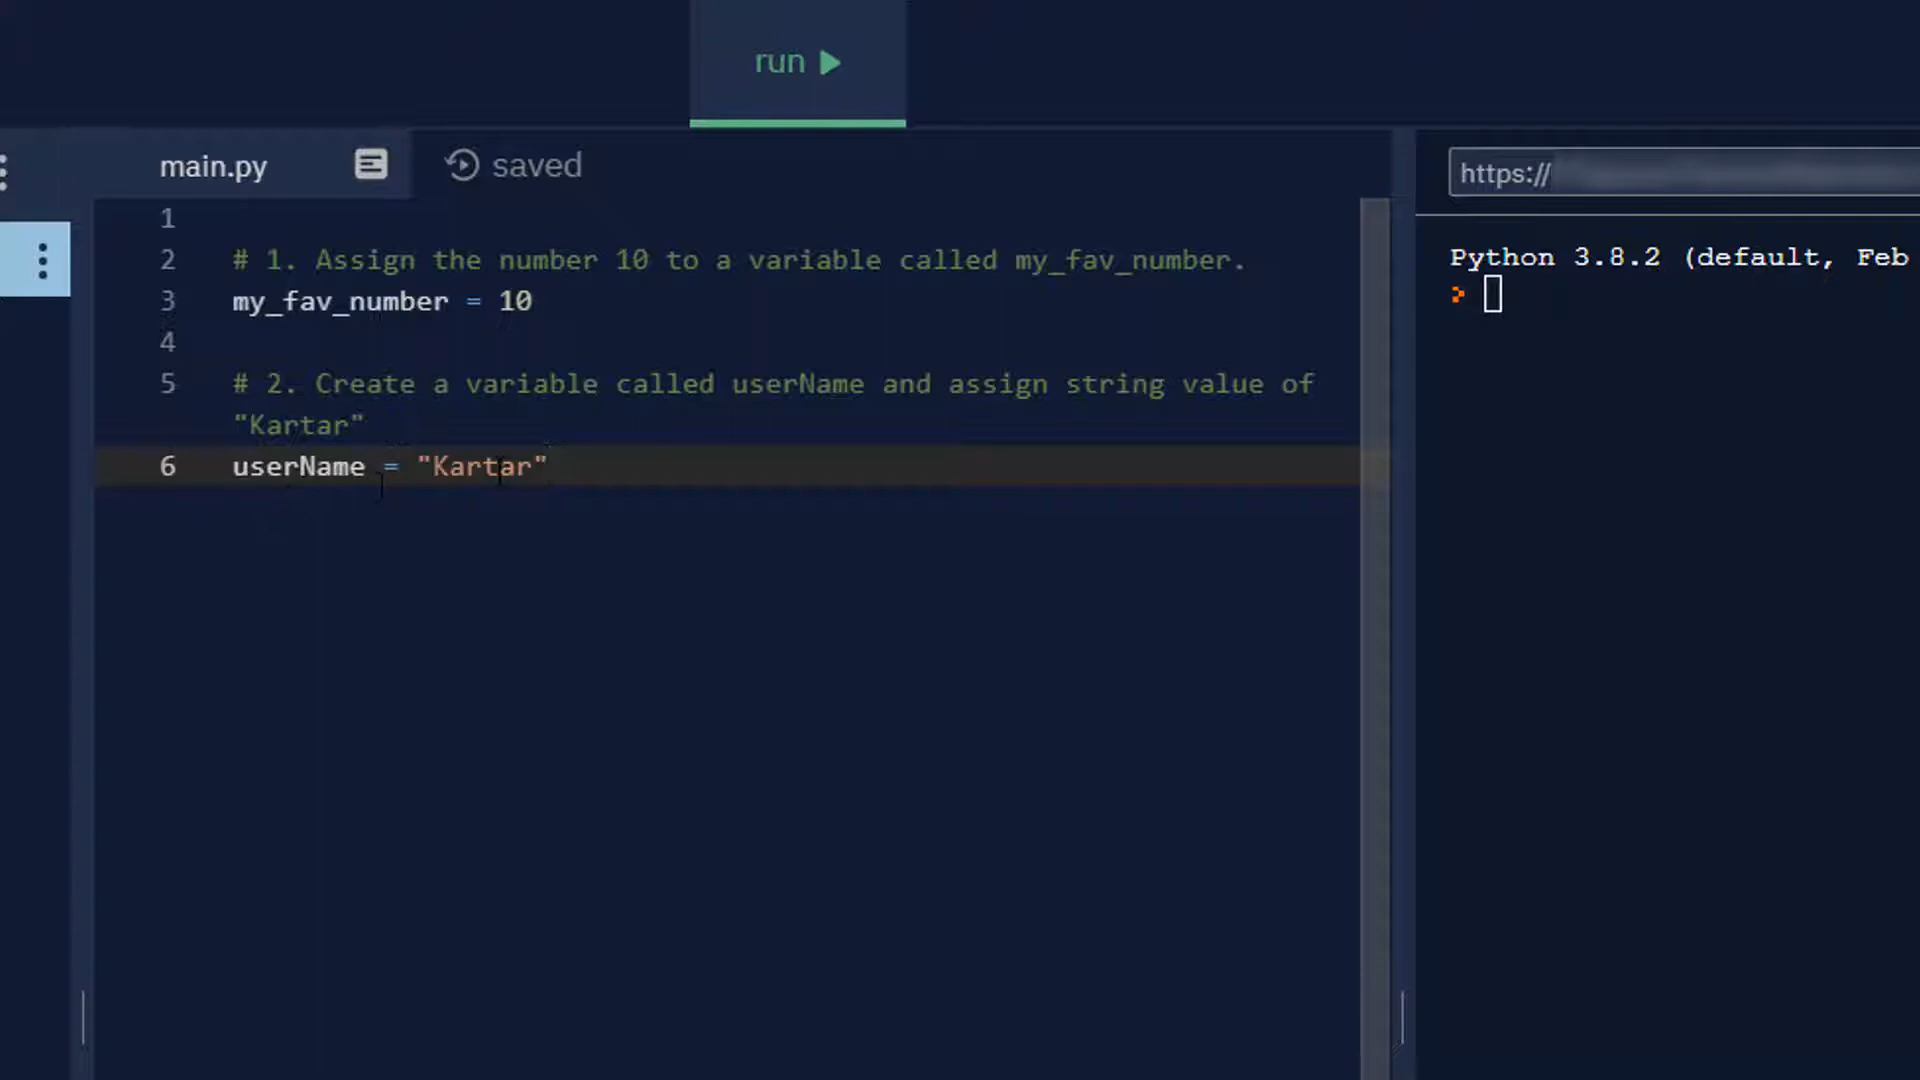 run
main.py
saved
https://
1
2 # 1. Assign the number 10 to a variable called my_fav_number.
3 my_fav_number = 10
4
5 # 2. Create a variable called userName and assign string value of
"Kartar"
6 userName = "Kartar"
Python 3.8.2 (default, Feb
>